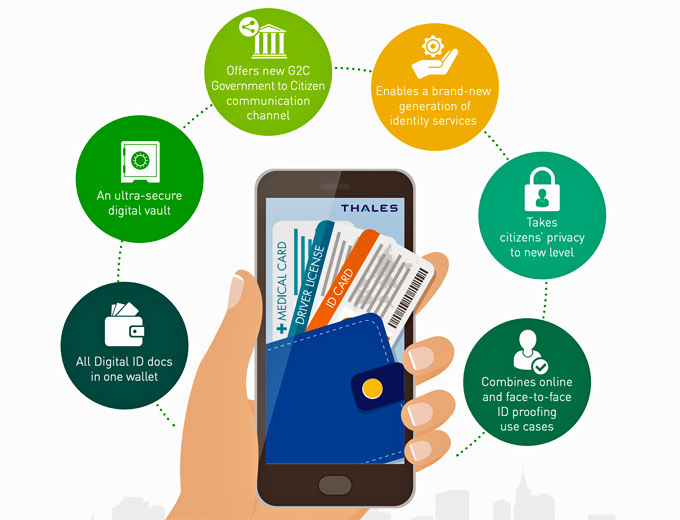 Offers new G2C
Government to Citizen
communication
channel
Enables a brand-new
generation of
identity services
An ultra-secure
digital vault
Takes
citizens' privacy
to new level
All Digital ID docs
in one wallet
Combines online
and face-to-face
ID proofing
use cases
THALES
+ MEDICAL CARD
DRIVER LICENSE
ID CARD